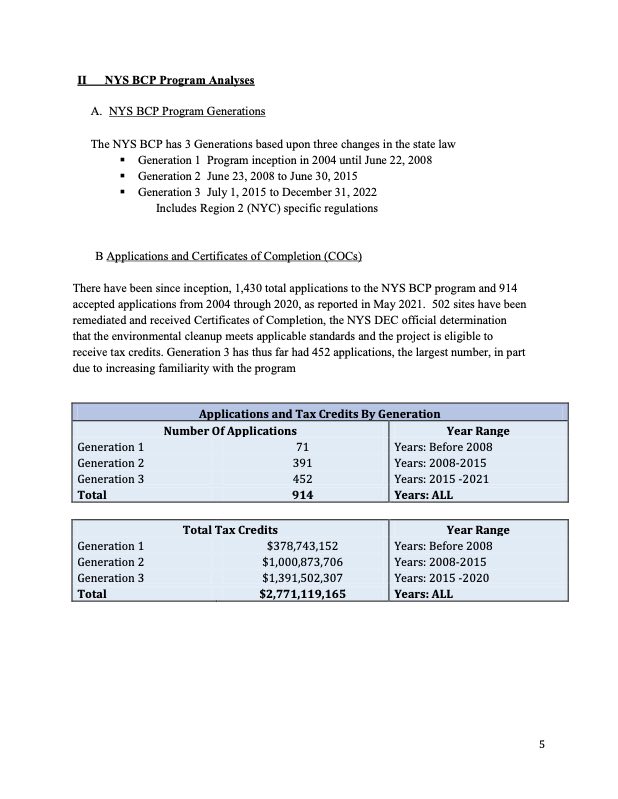 II NYS BCP Program Analyses
A. NYS BCP Program Generations
The NYS BCP has 3 Generations based upon three changes in the state law
▪ Generation 1 Program inception in 2004 until June 22, 2008
▪ Generation 2 June 23, 2008 to June 30, 2015
▪ Generation 3 July 1, 2015 to December 31, 2022
Includes Region 2 (NYC) specific regulations
B Applications and Certificates of Completion (COCs)
There have been since inception, 1,430 total applications to the NYS BCP program and 914
accepted applications from 2004 through 2020, as reported in May 2021. 502 sites have been
remediated and received Certificates of Completion, the NYS DEC official determination
that the environmental cleanup meets applicable standards and the project is eligible to
receive tax credits. Generation 3 has thus far had 452 applications, the largest number, in part
due to increasing familiarity with the program
Applications and Tax Credits By Generation
Number Of Applications Year Range
Generation 1 71 Years: Before 2008
Generation 2 391 Years: 2008-2015
Generation 3 452 Years: 2015 -2021
Total 914 Years: ALL
Total Tax Credits Year Range
Generation 1 $378,743,152 Years: Before 2008
Generation 2 $1,000,873,706 Years: 2008-2015
Generation 3 $1,391,502,307 Years: 2015 -2020
Total $2,771,119,165 Years: ALL
5